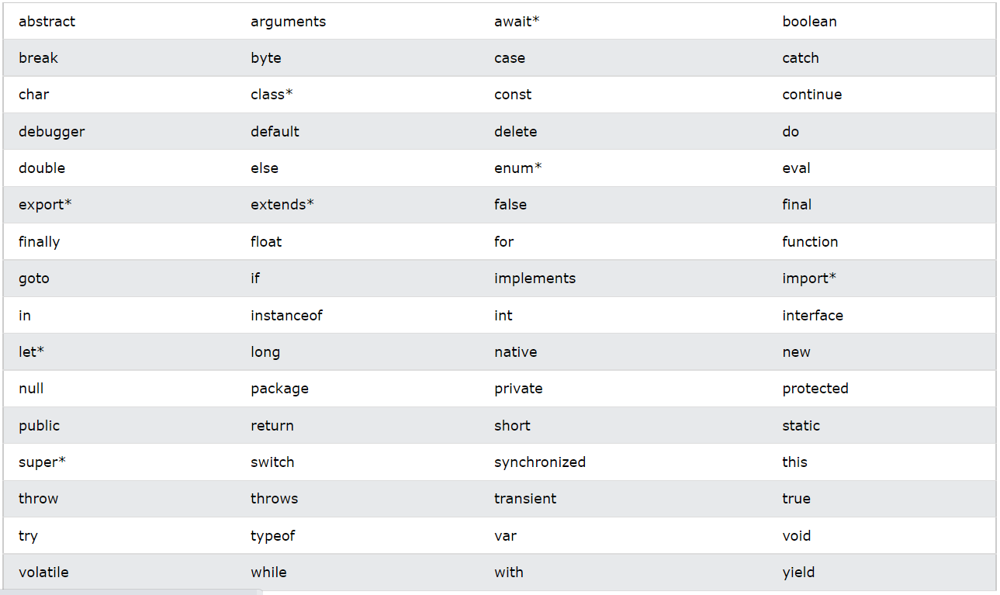 abstract arguments await* boolean
break byte case catch
char class* const continue
debugger default delete do
double else enum* eval
export* extends* false final
finally float for function
goto if implements import*
in instanceof int interface
let* long native new
null package private protected
public return short static
super* switch synchronized this
throw throws transient true
try typeof var void
volatile while with yield